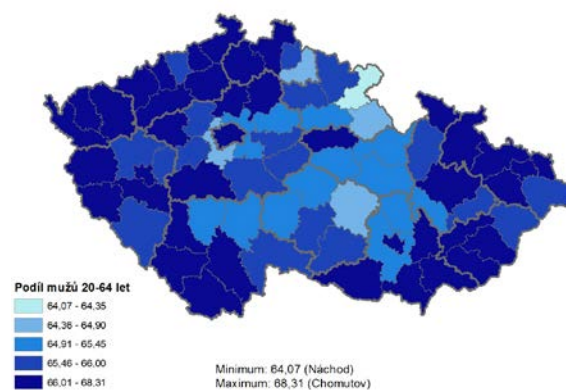 Podíl mužů 20-64 let
64,07 - 64,35
64,36 - 64,90
64,91 - 65,45
65,46 - 66,00
66,01 - 68,31
Minimum: 64,07 (Náchod)
Maximum: 68,31 (Chomutov)